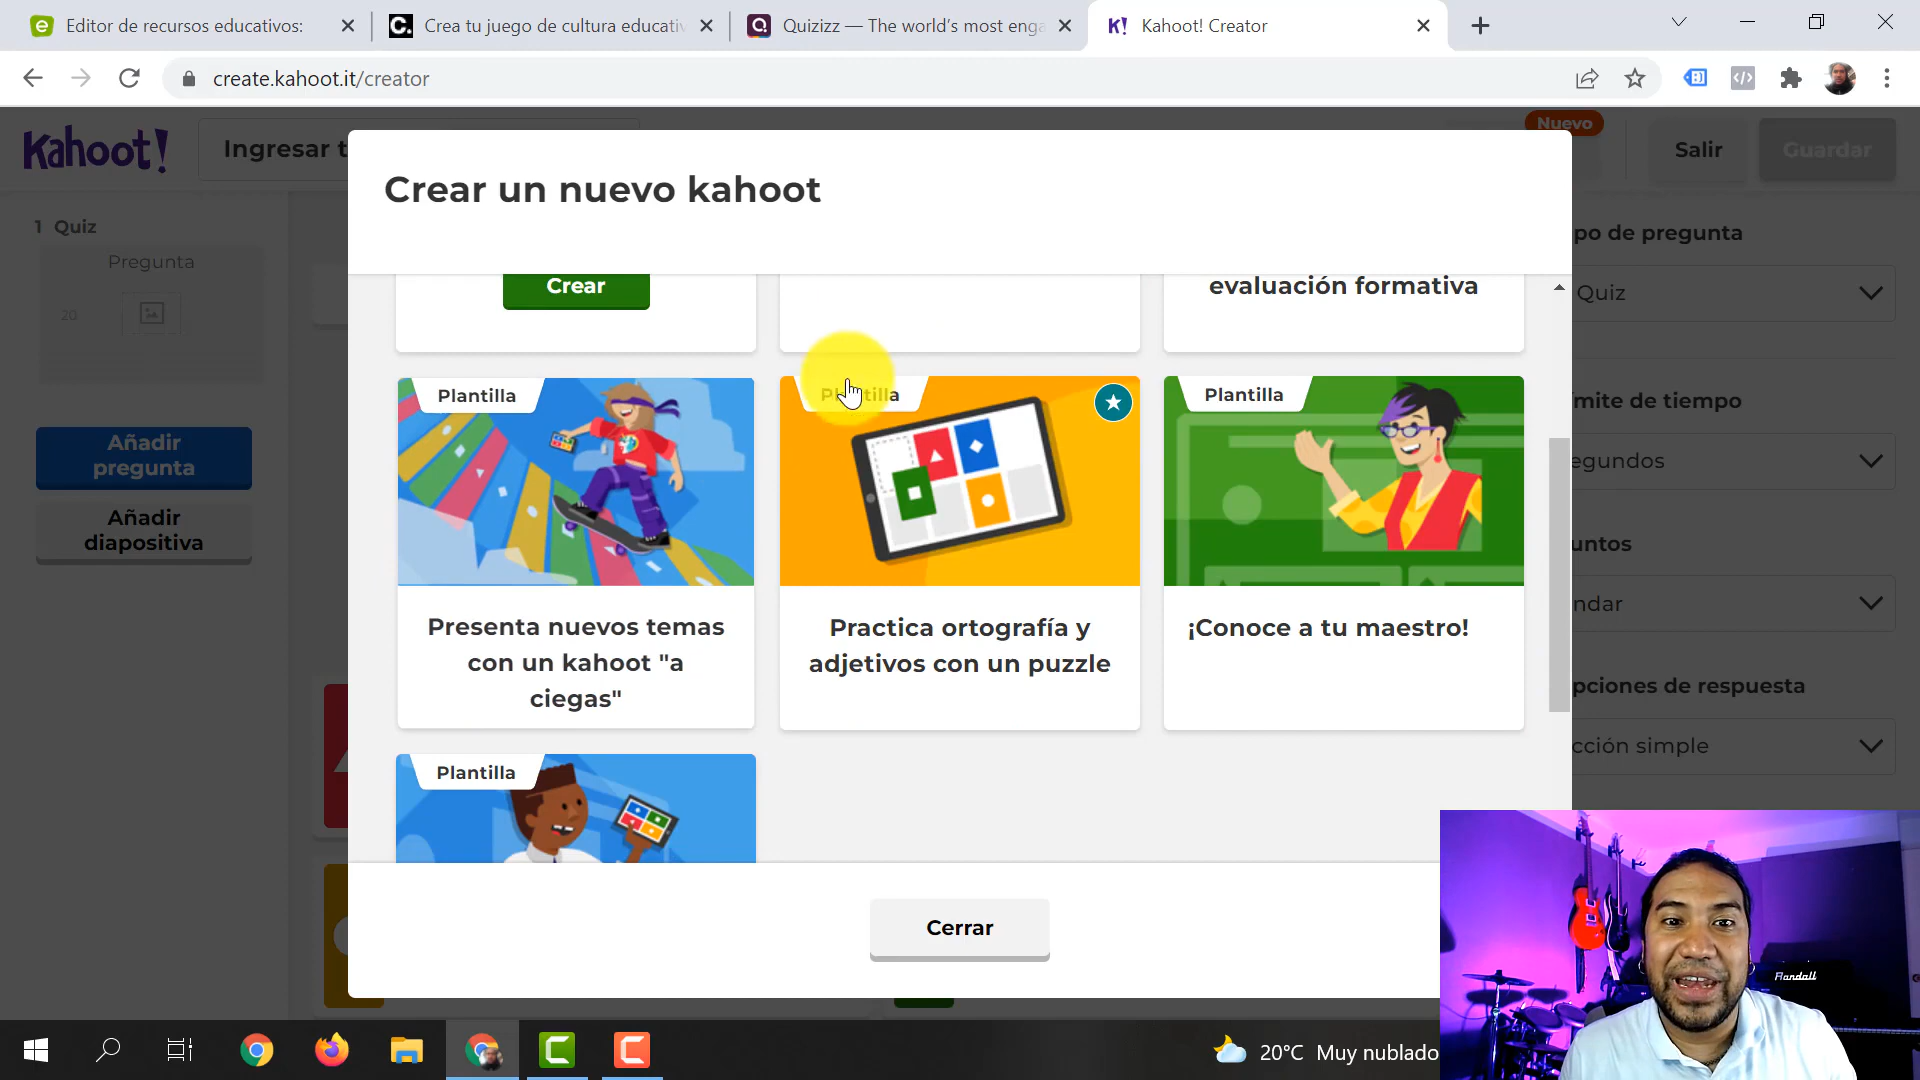 Editor de recursos educativos:
Crea tu juego de cultura educati
Quizizz — The world's most enga
Kahoot! Creator
create.kahoot.it/creator
Kahoot!
Ingresar t
Nuevo
Salir
Guardar
Crear un nuevo kahoot
1 Quiz
Pregunta
20
Añadir
pregunta
Añadir
diapositiva
Crear
evaluación formativa
Plantilla
Plantilla
Presenta nuevos temas
con un kahoot "a
ciegas"
Practica ortografía y
adjetivos con un puzzle
¡Conoce a tu maestro!
Plantilla
Cerrar
po de pregunta
Quiz
mite de tiempo
egundos
untos
ndar
pciones de respuesta
cción simple
Randall
20°C Muy nublado